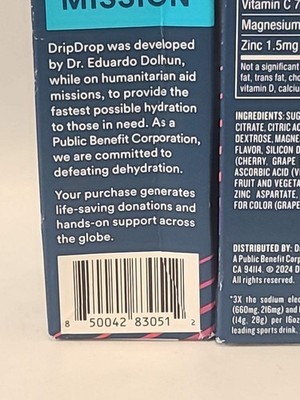 MISSION
DripDrop was developed
by Dr. Eduardo Dolhun,
while on humanitarian aid
missions, to provide the
fastest possible hydration
to those in need. As a
Public Benefit Corporation,
we are committed to
defeating dehydration.
Your purchase generates
life-saving donations and
hands-on support across
the globe.
8 50042 83051 2
Vitamin C 7
Magnesium
Zinc 1.5mg
Not a significant
fat, trans fat, cho
vitamin D, calciu
INGREDIENTS: SUG
CITRATE, CITRIC A
DEXTROSE, MAGNE
FLAVOR, SILICON D
(CHERRY, GRAPE
ASCORBIC ACID (V
FRUIT AND VEGETA
ZINC ASPARTATE,
FOR COLOR (GRAPE
DISTRIBUTED BY: D
A Public Benefit Corp
CA 94114. © 2024 D
All rights reserved.
*3X the sodium elec
(660mg, 216mg) and
(14g, 28g) per 16oz
leading sports drink,